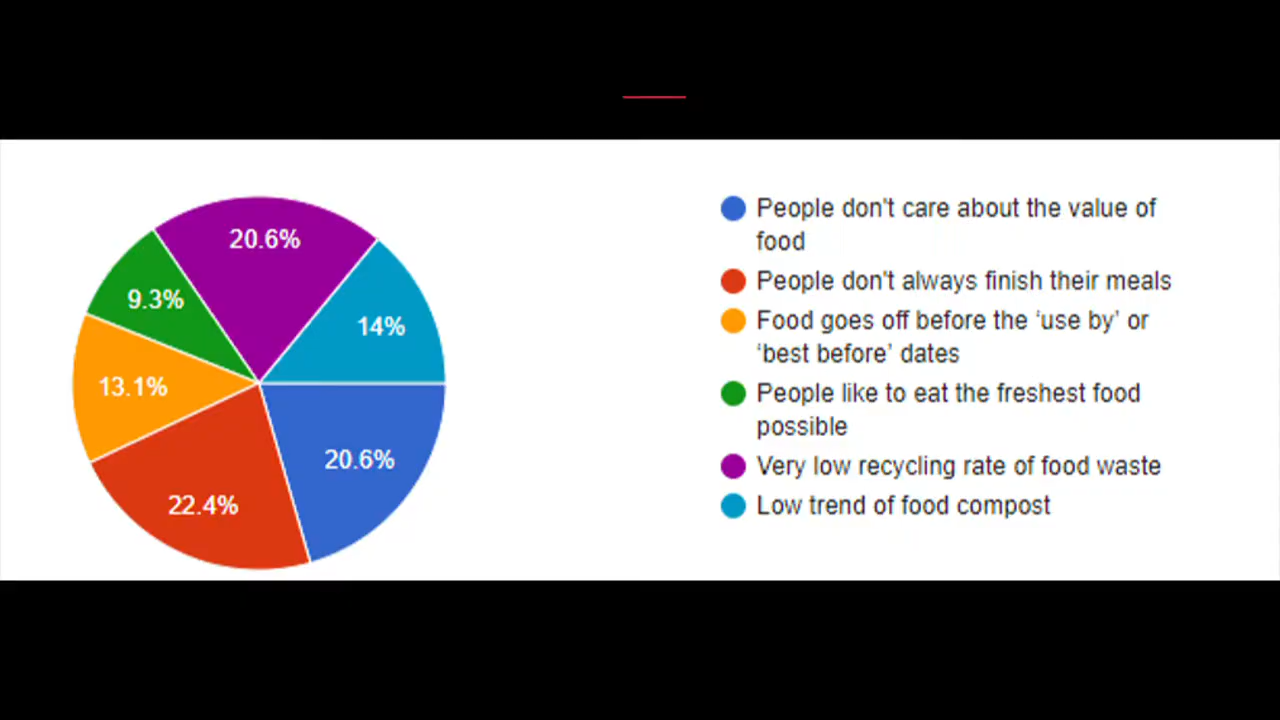 20.6%
14%
9.3%
13.1%
20.6%
22.4%
People don't care about the value of
food
People don't always finish their meals
Food goes off before the ‘use by’ or
‘best before’ dates
People like to eat the freshest food
possible
Very low recycling rate of food waste
Low trend of food compost